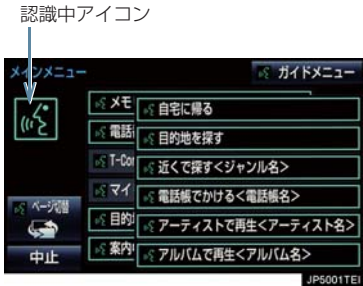 認識中アイコン
メインメニュー
ガイドメニュー
メモ
自宅に帰る
電話
目的地を探す
T-Con
近くで探す<ジャンル名>
マイ
電話帳でかける<電話帳名>
ページ切替
目的
アーティストで再生<アーティスト名>
中止
案内
アルバムで再生<アルバム名>
JP5001TEI